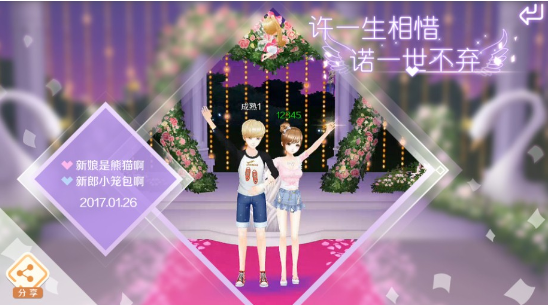 许一生相惜
诺一世不弃
成熟1
12345
新娘是熊猫啊
新郎小笼包啊
2017.01.26
分享